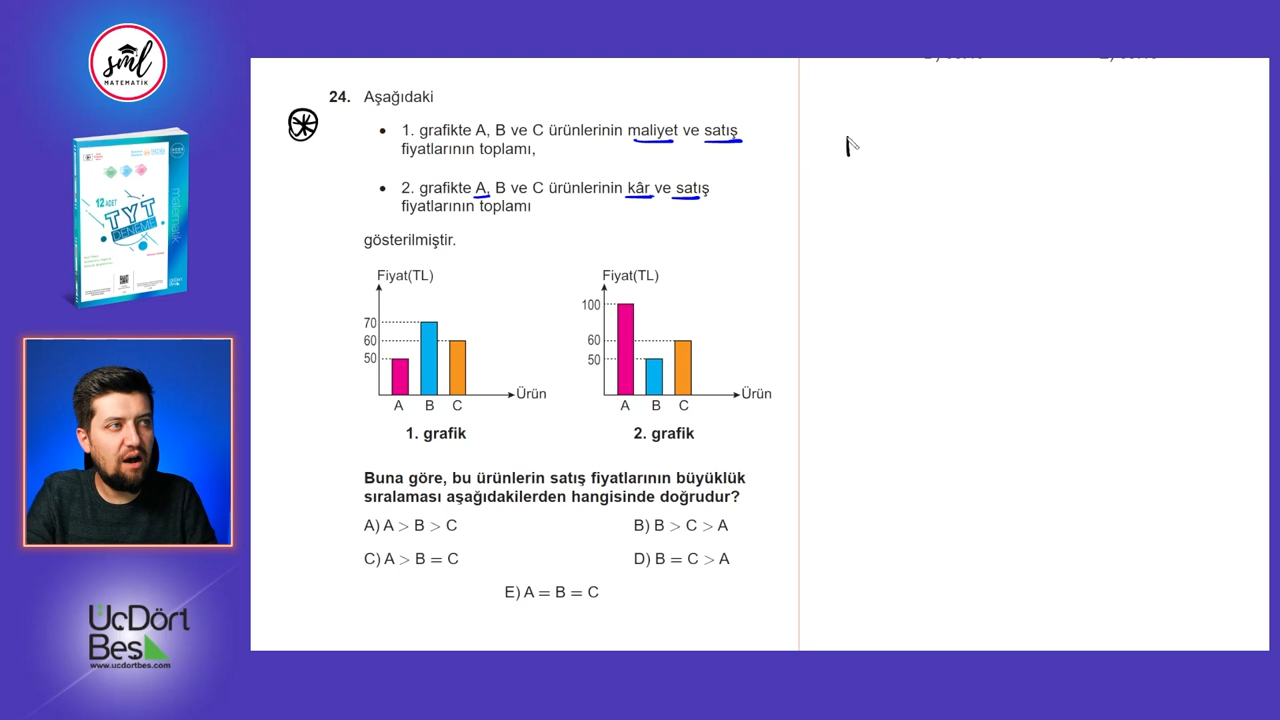 sml
MATEMATİK
12 ADET
TYT
DENEME
matematik
ÜcDört
Bes
www.ucdortbes.com
24. Aşağıdaki
• 1. grafikte A, B ve C ürünlerinin maliyet ve satış
fiyatlarının toplamı,
• 2. grafikte A, B ve C ürünlerinin kâr ve satış
fiyatlarının toplamı
gösterilmiştir.
Fiyat(TL)
70
60
50
A B C
Ürün
1. grafik
Fiyat(TL)
100
60
50
A B C
Ürün
2. grafik
Buna göre, bu ürünlerin satış fiyatlarının büyüklük
sıralaması aşağıdakilerden hangisinde doğrudur?
A) A > B > C
B) B > C > A
C) A > B = C
D) B = C > A
E) A = B = C